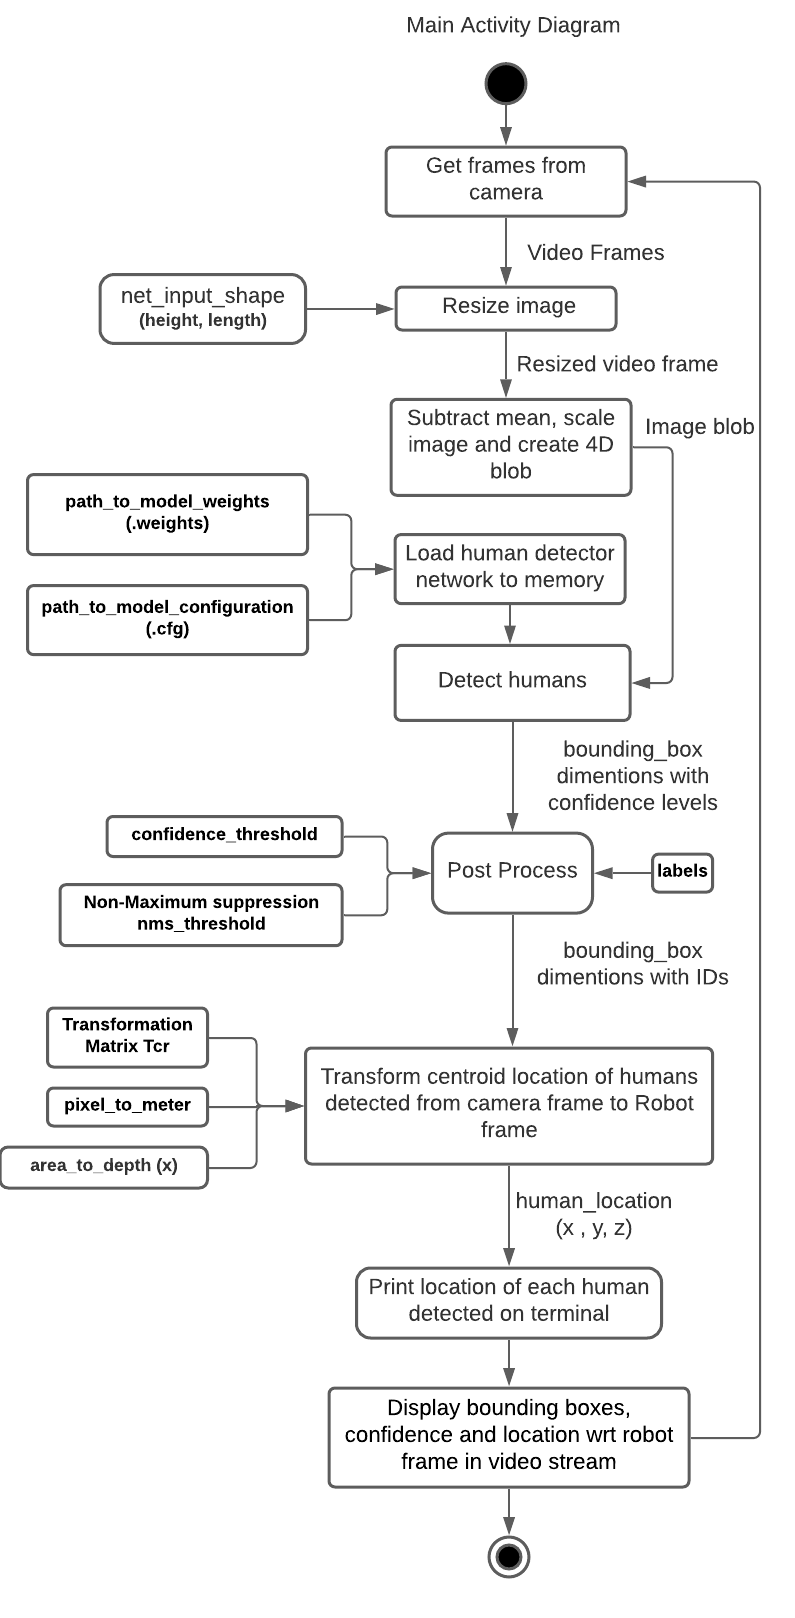 Main Activity Diagram
Get frames from
camera
Video Frames
net_input_shape
(height, length)
Resize image
Resized video frame
Subtract mean, scale
image and create 4D
blob
Image blob
path_to_model_weights
(.weights)
Load human detector
network to memory
path_to_model_configuration
(.cfg)
Detect humans
bounding_box
dimentions with
confidence levels
confidence_threshold
Post Process
labels
Non-Maximum suppression
nms_threshold
bounding_box
dimentions with IDs
Transformation
Matrix Tcr
pixel_to_meter
area_to_depth (x)
Transform centroid location of humans
detected from camera frame to Robot
frame
human_location
(x , y, z)
Print location of each human
detected on terminal
Display bounding boxes,
confidence and location wrt robot
frame in video stream